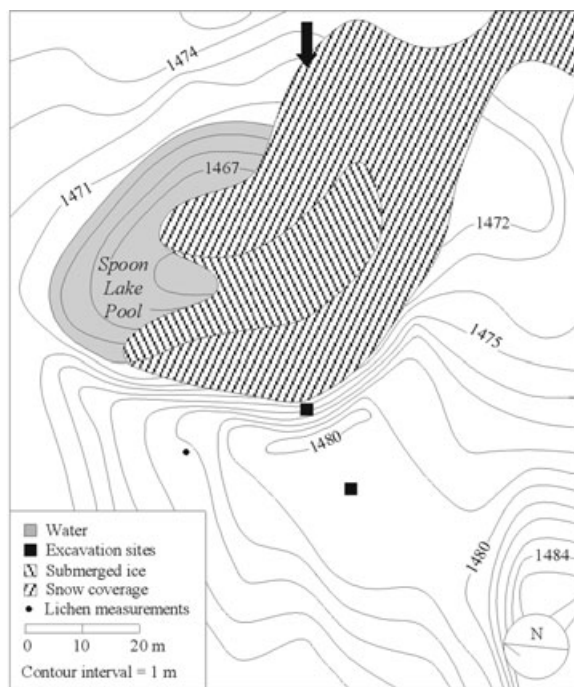 1474
1467
1471
Spoon
Lake
Pool
1472
1475
1480
1480
1484
N
Water
Excavation sites
Submerged ice
Snow coverage
Lichen measurements
0 10 20 m
Contour interval = 1 m